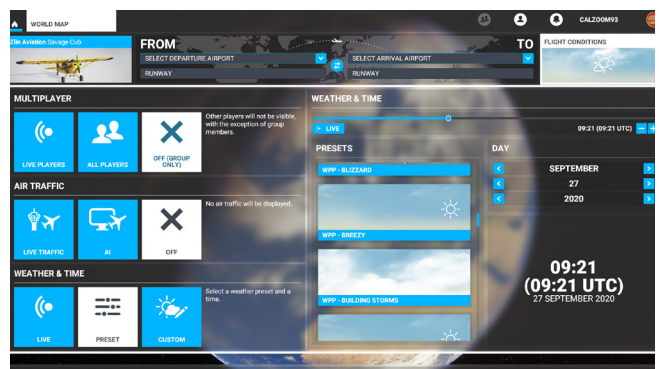 WORLD MAP
CALZOOM93
Zlin Aviation Savage Cub
FROM
SELECT DEPARTURE AIRPORT
RUNWAY
TO
SELECT ARRIVAL AIRPORT
RUNWAY
FLIGHT CONDITIONS
MULTIPLAYER
LIVE PLAYERS
ALL PLAYERS
OFF (GROUP
ONLY)
Other players will not be visible,
with the exception of group
members.
AIR TRAFFIC
LIVE TRAFFIC
AI
OFF
No air traffic will be displayed.
WEATHER & TIME
LIVE
PRESET
CUSTOM
Select a weather preset and a
time.
WEATHER & TIME
> LIVE
09:21 (09:21 UTC)
PRESETS
WPP - BLIZZARD
WPP - BREEZY
WPP - BUILDING STORMS
DAY
SEPTEMBER
27
2020
09:21
(09:21 UTC)
27 SEPTEMBER 2020